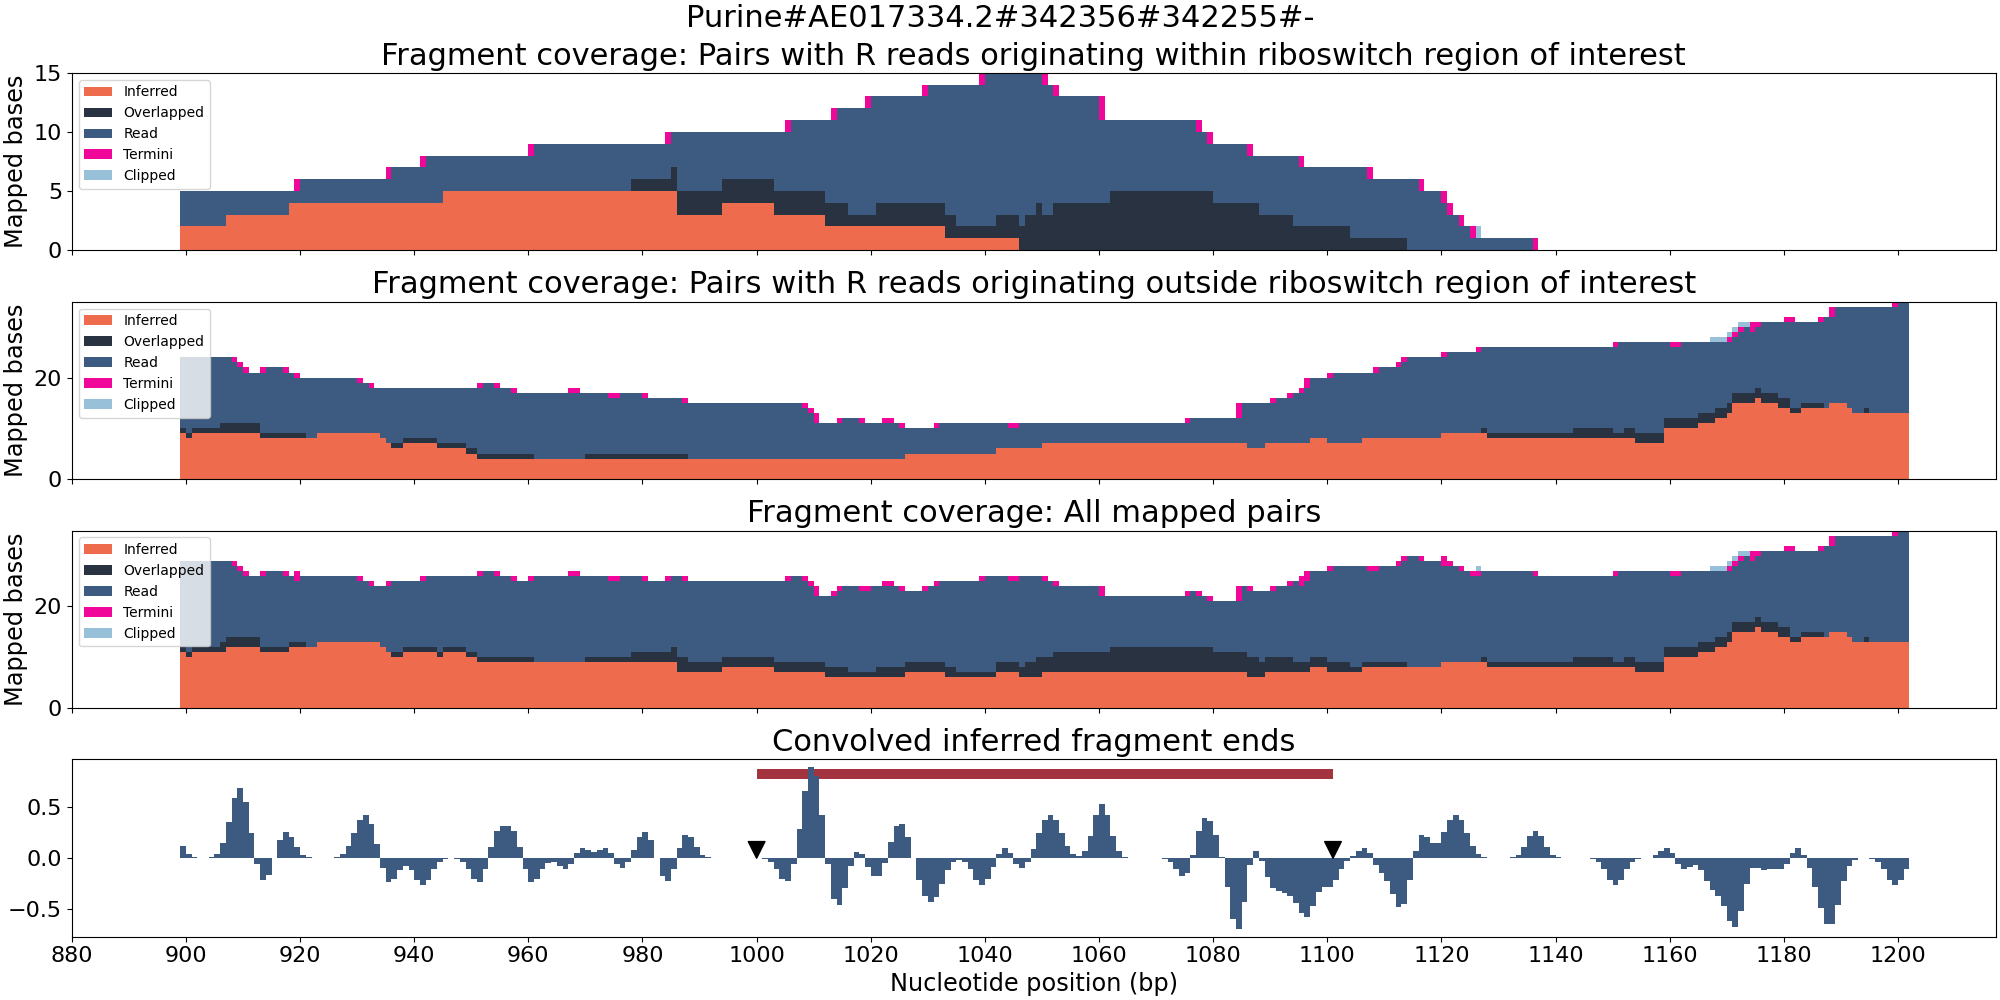 Purine#AE017334.2#342356#342255#-
Fragment coverage: Pairs with R reads originating within riboswitch region of interest
Mapped bases
15
10
5
0
Inferred
Overlapped
Read
Termini
Clipped
Fragment coverage: Pairs with R reads originating outside riboswitch region of interest
Mapped bases
20
0
Inferred
Overlapped
Read
Termini
Clipped
Fragment coverage: All mapped pairs
Mapped bases
20
0
Inferred
Overlapped
Read
Termini
Clipped
Convolved inferred fragment ends
0.5
0.0
−0.5
880 900 920 940 960 980 1000 1020 1040 1060 1080 1100 1120 1140 1160 1180 1200
Nucleotide position (bp)